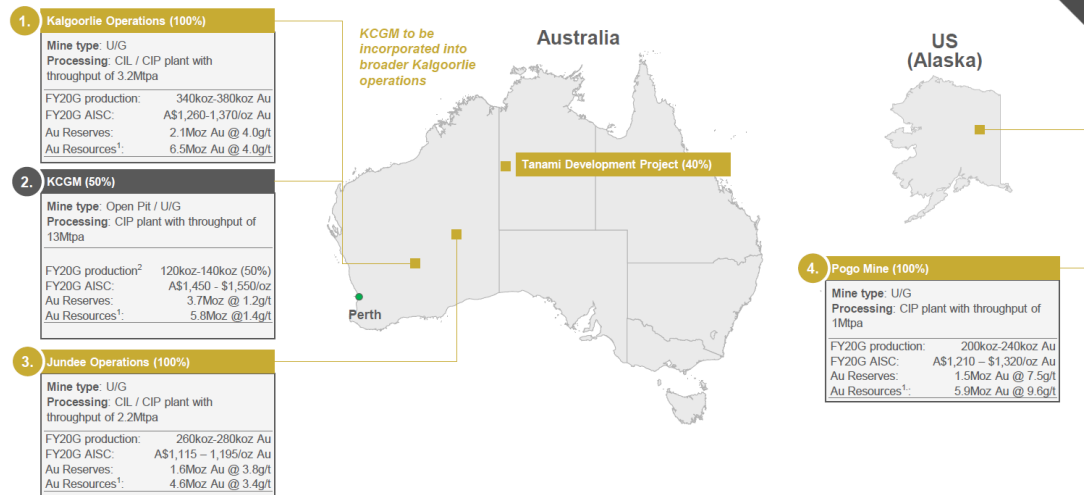 1.
Kalgoorlie Operations (100%)
Mine type: U/G
Processing: CIL / CIP plant with
throughput of 3.2Mtpa
FY20G production: 340koz-380koz Au
FY20G AISC: A$1,260-1,370/oz Au
Au Reserves: 2.1Moz Au @ 4.0g/t
Au Resources¹: 6.5Moz Au @ 4.0g/t
2.
KCGM (50%)
Mine type: Open Pit / U/G
Processing: CIP plant with throughput of
13Mtpa
FY20G production² 120koz-140koz (50%)
FY20G AISC: A$1,450 - $1,550/oz
Au Reserves: 3.7Moz @ 1.2g/t
Au Resources¹: 5.8Moz @1.4g/t
3.
Jundee Operations (100%)
Mine type: U/G
Processing: CIL / CIP plant with
throughput of 2.2Mtpa
FY20G production: 260koz-280koz Au
FY20G AISC: A$1,115 – 1,195/oz Au
Au Reserves: 1.6Moz Au @ 3.8g/t
Au Resources¹: 4.6Moz Au @ 3.4g/t
KCGM to be
incorporated into
broader Kalgoorlie
operations
Australia
Tanami Development Project (40%)
Perth
US
(Alaska)
4.
Pogo Mine (100%)
Mine type: U/G
Processing: CIP plant with throughput of
1Mtpa
FY20G production: 200koz-240koz Au
FY20G AISC: A$1,210 – $1,320/oz Au
Au Reserves: 1.5Moz Au @ 7.5g/t
Au Resources¹: 5.9Moz Au @ 9.6g/t